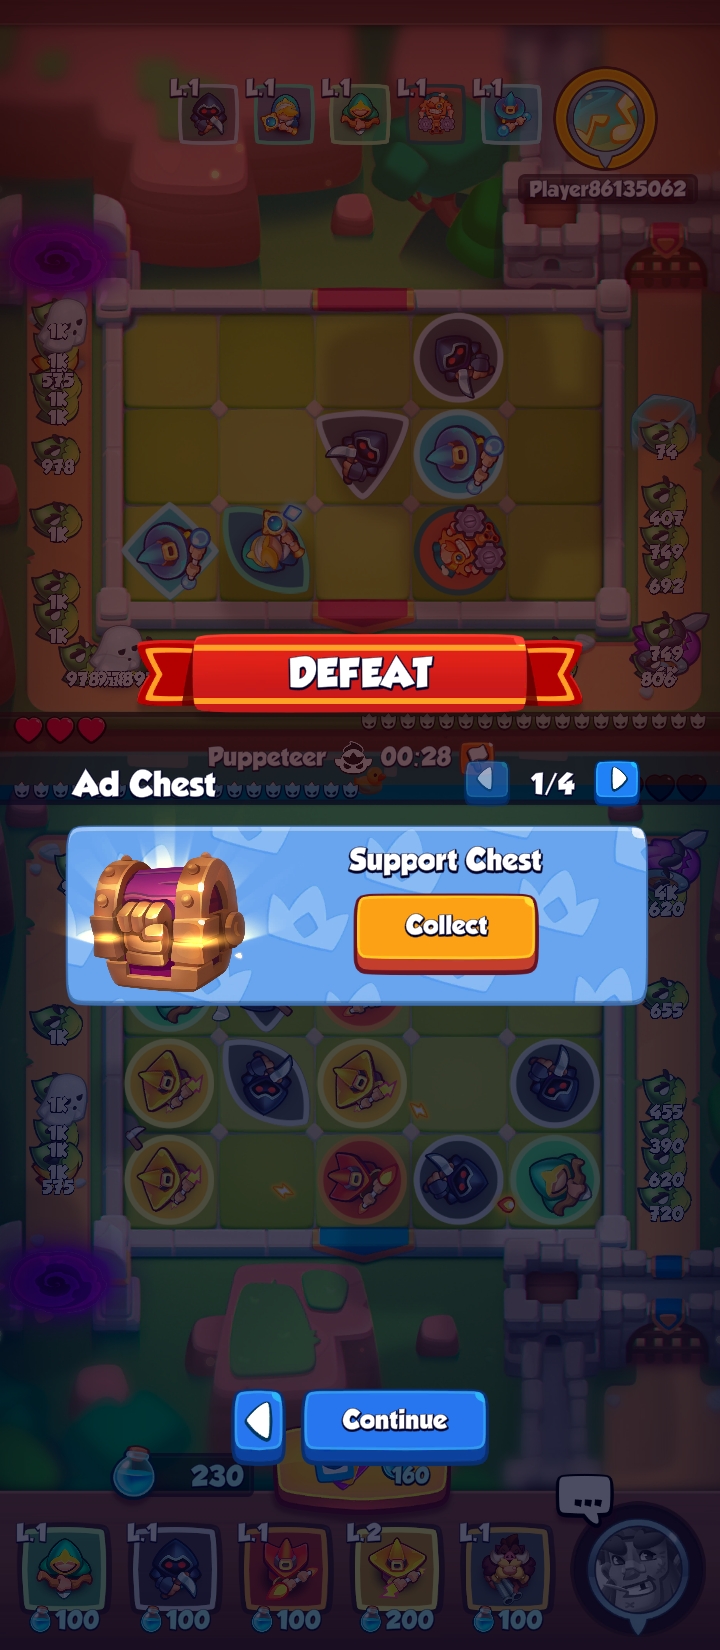 L.1 L.1 L.1 L.1 L.1
Player86135062
1K
1K
575
1K
1K
978
1K
1K
1K
74
407
749
692
749
806
DEFEAT
Puppeteer 00:28
Ad Chest 1/4
Support Chest
Collect
4K
620
1K
655
1K
1K
1K
1K
575
455
390
620
720
Continue
230
160
L.1 L.1 L.1 L.2 L.1
100 100 100 200 100